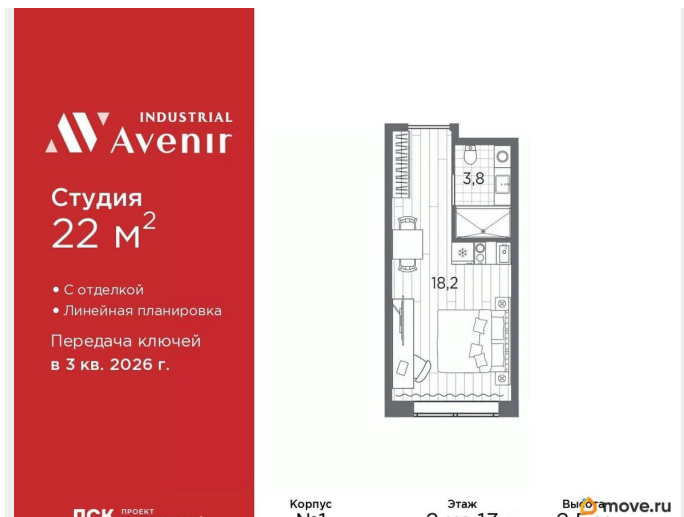 INDUSTRIAL
Avenir
Студия
22 м²
• С отделкой
• Линейная планировка
Передача ключей
в 3 кв. 2026 г.
3,8
18,2
ПРОЕКТ
Корпус
Этаж
move.ru